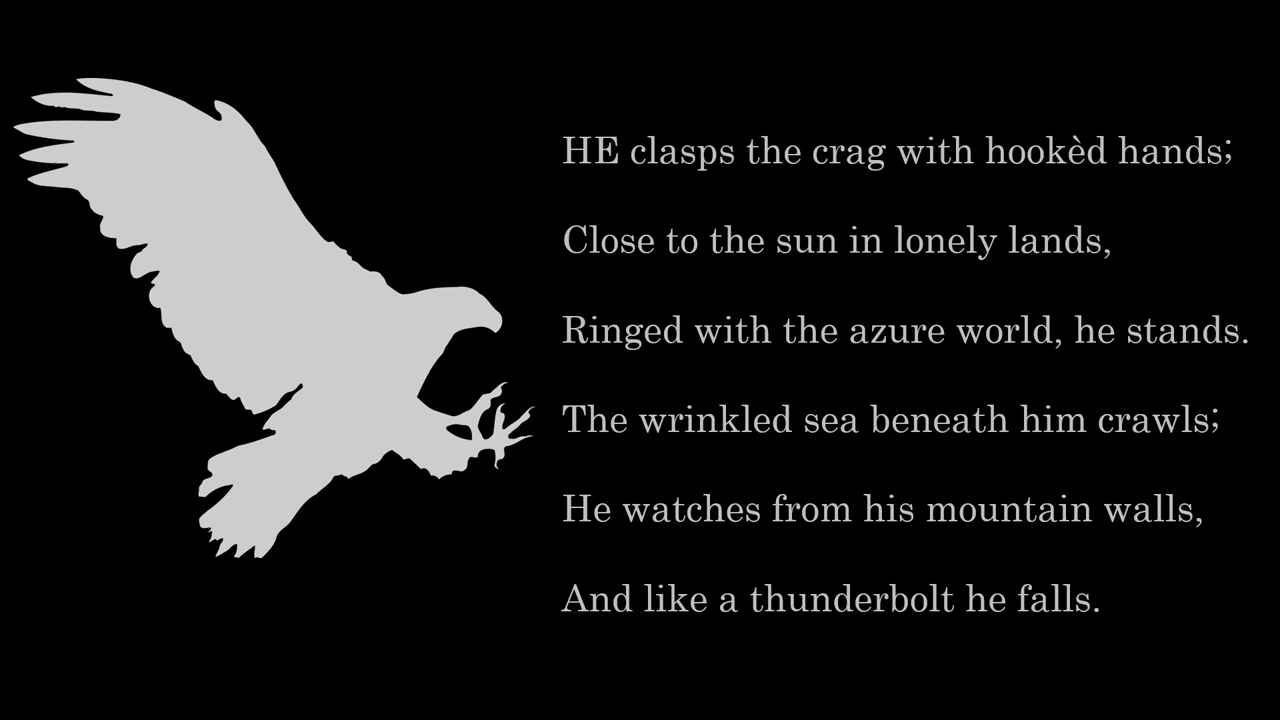 HE clasps the crag with hookèd hands;
Close to the sun in lonely lands,
Ringed with the azure world, he stands.
The wrinkled sea beneath him crawls;
He watches from his mountain walls,
And like a thunderbolt he falls.